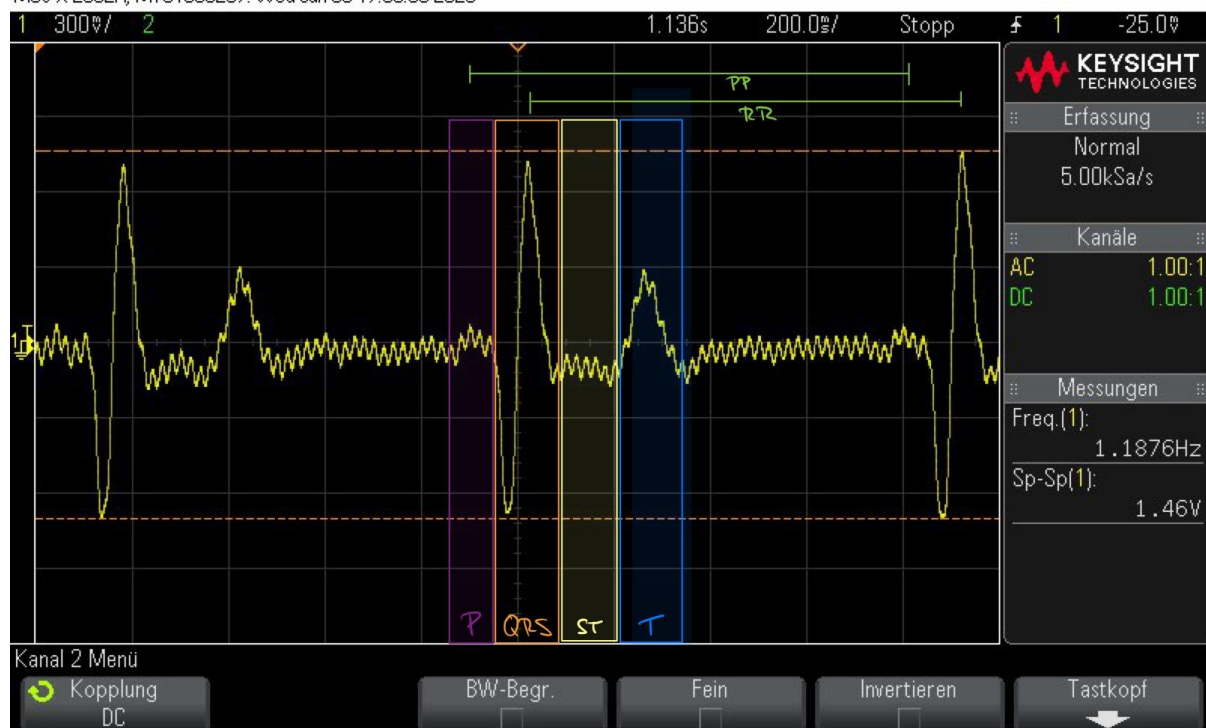 1 300mV/ 2 1.136s 200.0ms/ Stopp 1 -25.0mV
PP
RR
KEYSIGHT
TECHNOLOGIES
Erfassung
Normal
5.00kSa/s
Kanäle
AC 1.00:1
DC 1.00:1
Messungen
Freq.(1):
1.1876Hz
Sp-Sp(1):
1.46V
P QRS ST T
Kanal 2 Menü
Kopplung BW-Begr. Fein Invertieren Tastkopf
DC